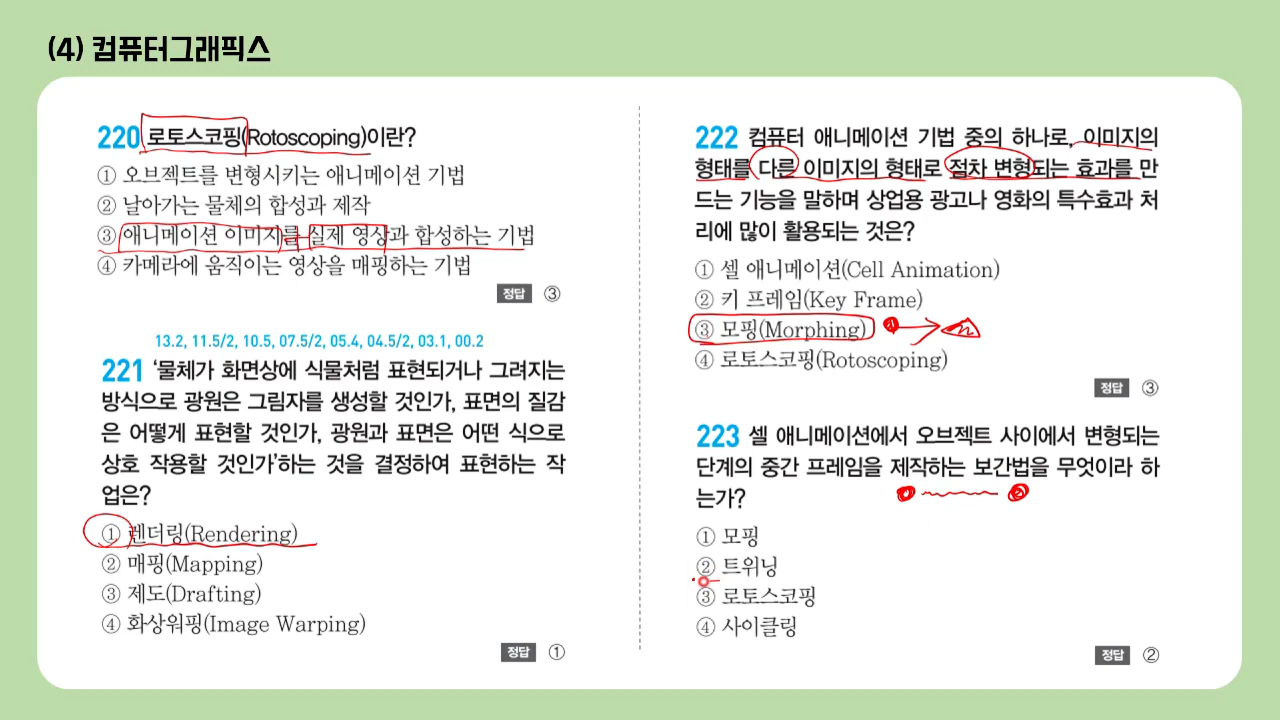 (4) 컴퓨터그래픽스
220 로토스코핑(Rotoscoping)이란?
① 오브젝트를 변형시키는 애니메이션 기법
② 날아가는 물체의 합성과 제작
③ 애니메이션 이미지를 실제 영상과 합성하는 기법
④ 카메라에 움직이는 영상을 매핑하는 기법
정답 ③
13.2, 11.5/2, 10.5, 07.5/2, 05.4, 04.5/2, 03.1, 00.2
221 ‘물체가 화면상에 식물처럼 표현되거나 그려지는
방식으로 광원은 그림자를 생성할 것인가, 표면의 질감
은 어떻게 표현할 것인가, 광원과 표면은 어떤 식으로
상호 작용할 것인가’하는 것을 결정하여 표현하는 작
업은?
① 렌더링(Rendering)
② 매핑(Mapping)
③ 제도(Drafting)
④ 화상워핑(Image Warping)
정답 ①
222 컴퓨터 애니메이션 기법 중의 하나로, 이미지의
형태를 다른 이미지의 형태로 점차 변형되는 효과를 만
드는 기능을 말하며 상업용 광고나 영화의 특수효과 처
리에 많이 활용되는 것은?
① 셀 애니메이션(Cell Animation)
② 키 프레임(Key Frame)
③ 모핑(Morphing)
④ 로토스코핑(Rotoscoping)
정답 ③
223 셀 애니메이션에서 오브젝트 사이에서 변형되는
단계의 중간 프레임을 제작하는 보간법을 무엇이라 하
는가?
① 모핑
② 트위닝
③ 로토스코핑
④ 사이클링
정답 ②